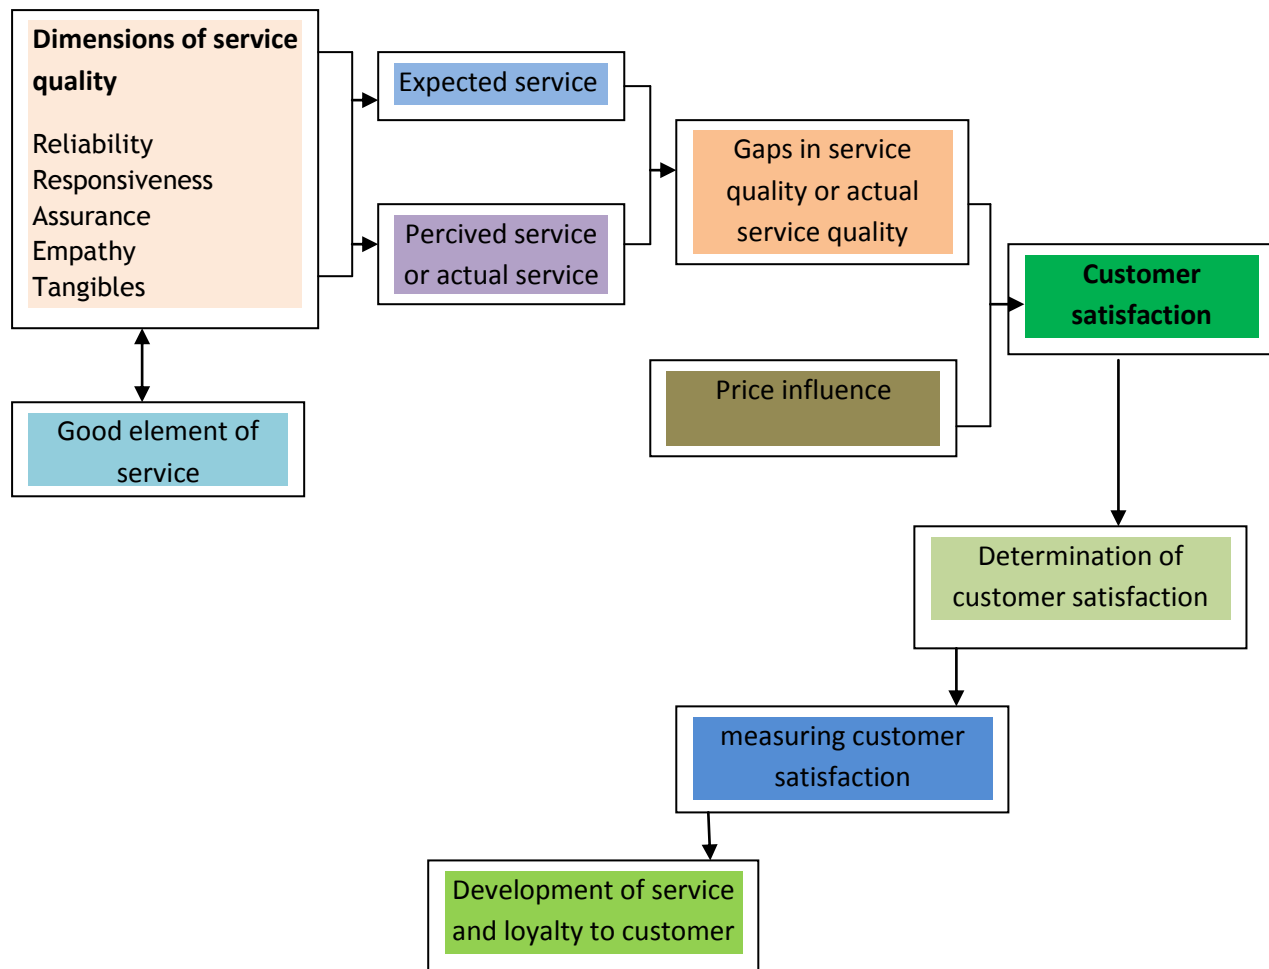 Dimensions of service
quality
Reliability
Responsiveness
Assurance
Empathy
Tangibles
Expected service
Percived service
or actual service
Gaps in service
quality or actual
service quality
Customer
satisfaction
Price influence
Good element of
service
Determination of
customer satisfaction
measuring customer
satisfaction
Development of service
and loyalty to customer